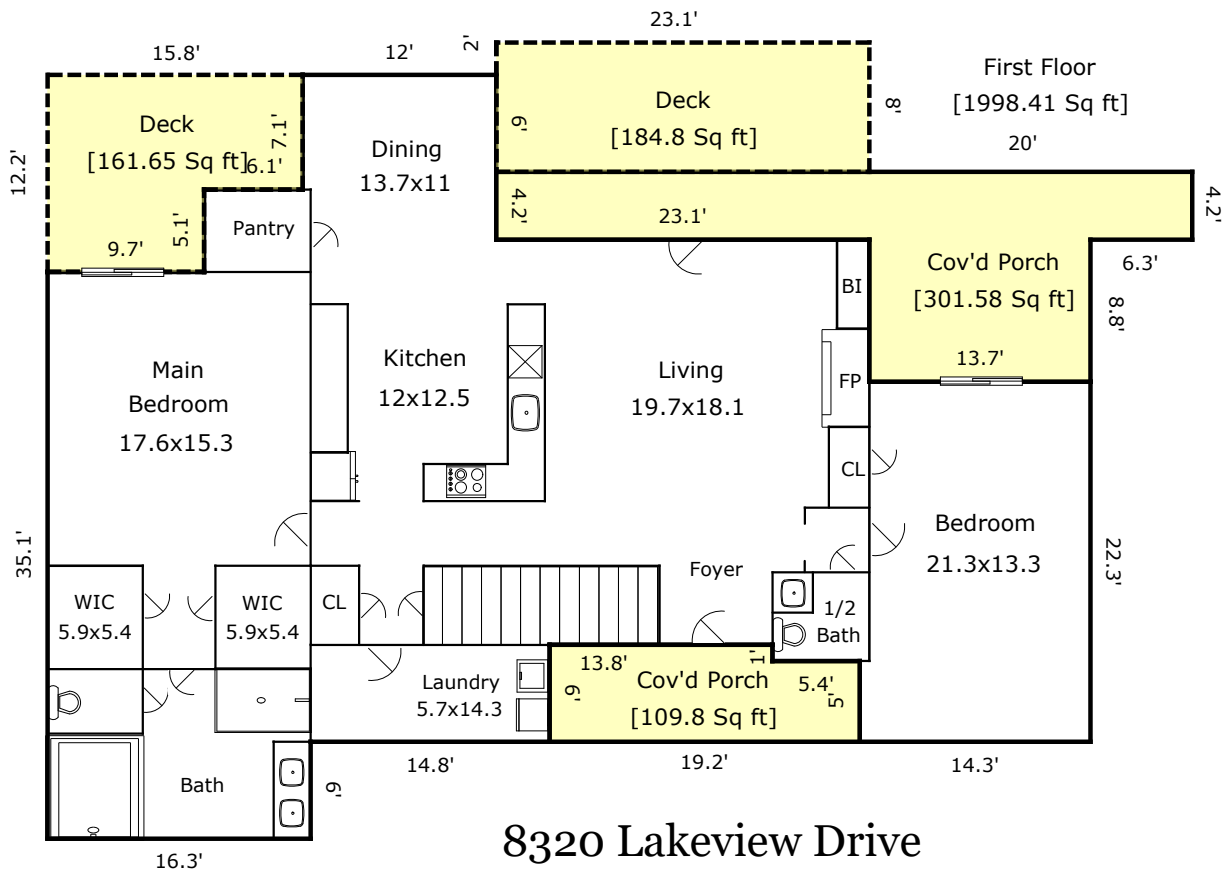 23.1'
15.8'
12'
2'
First Floor
[1998.41 Sq ft]
20'
Deck
[161.65 Sq ft]
7.1'
6.1'
12.2'
5.1'
9.7'
Dining
13.7x11
Deck
[184.8 Sq ft]
6'
8'
4.2'
23.1'
4.2'
6.3'
Pantry
Cov'd Porch
[301.58 Sq ft]
8.8'
13.7'
BI
FP
CL
Main
Bedroom
17.6x15.3
Kitchen
12x12.5
Living
19.7x18.1
Bedroom
21.3x13.3
22.3'
35.1'
WIC
5.9x5.4
WIC
5.9x5.4
CL
Foyer
1/2
Bath
Laundry
5.7x14.3
13.8'
1'
Cov'd Porch
[109.8 Sq ft]
6'
5.4'
5'
Bath
6'
14.8'
19.2'
14.3'
16.3'
8320 Lakeview Drive